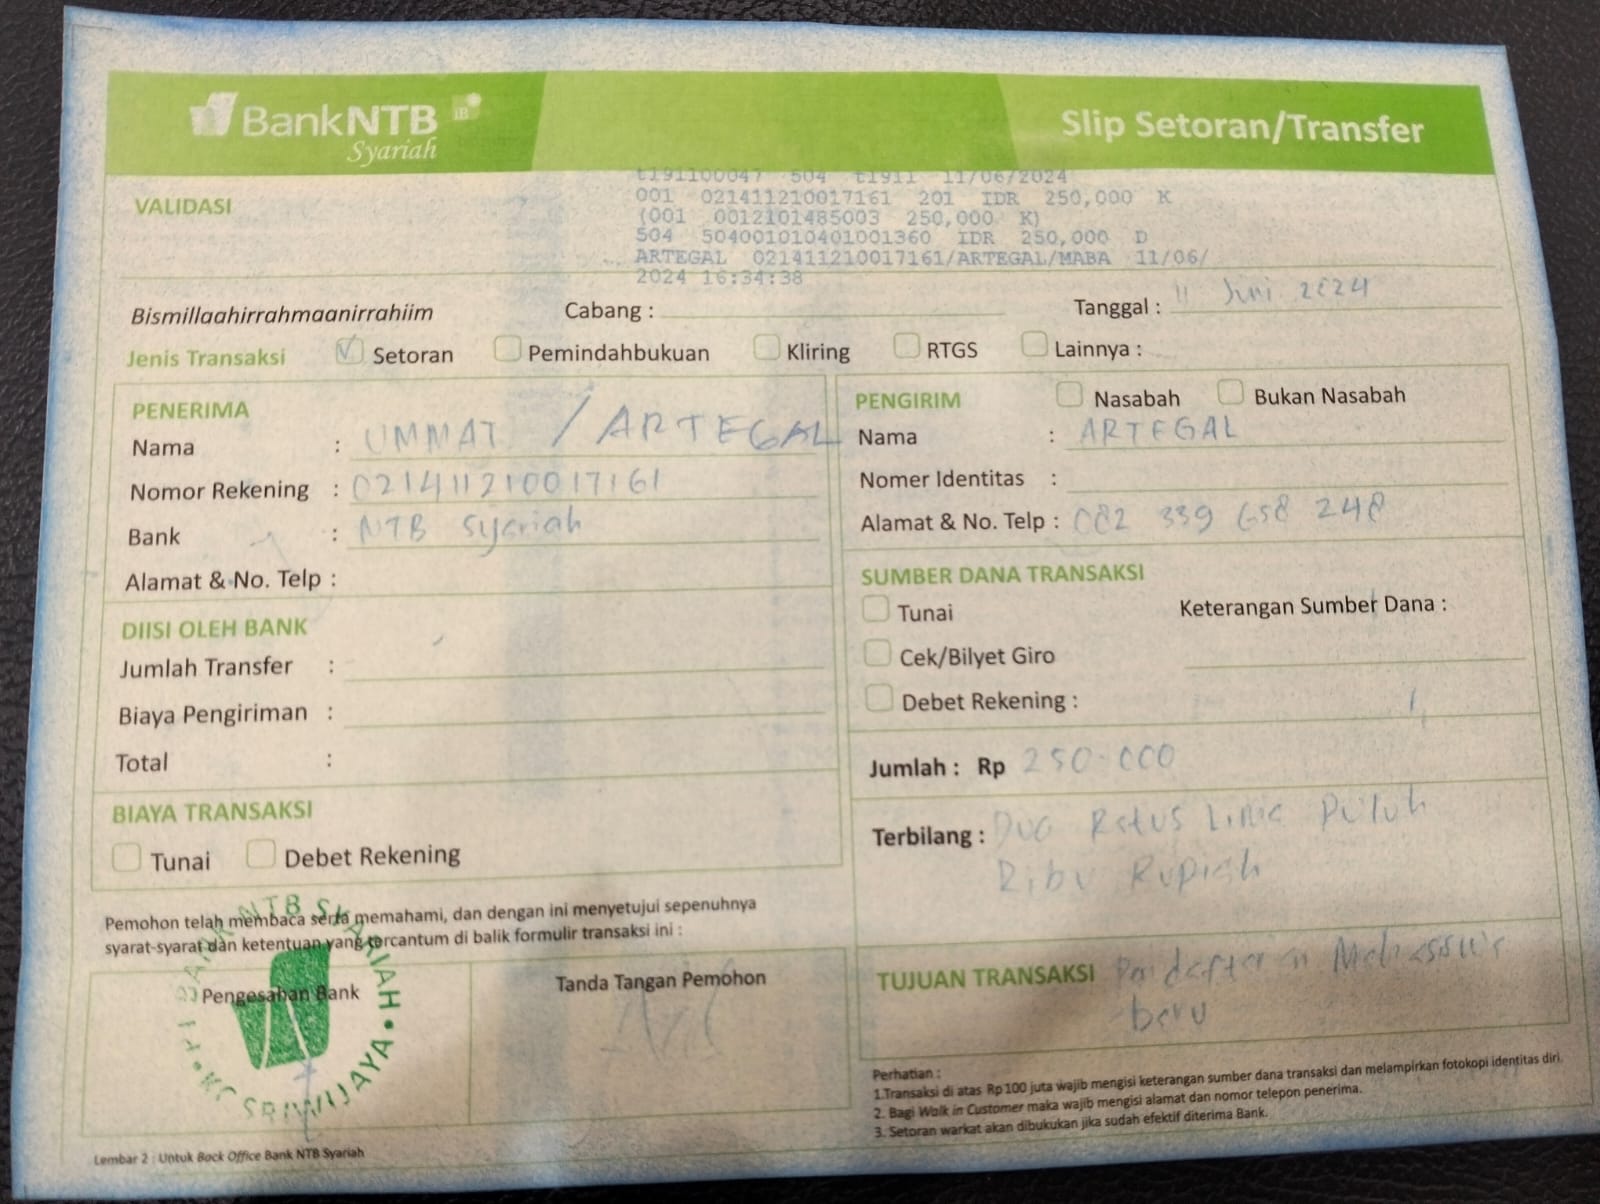 BankNTB iB
Syariah
Slip Setoran/Transfer
VALIDASI
t191100047 504 t1911 11/06/2024
001 021411210017161 201 IDR 250,000 K
(001 0012101485003 250,000 K)
504 504001010401001360 IDR 250,000 D
ARTEGAL 021411210017161/ARTEGAL/MABA 11/06/
2024 16:34:38
Bismillaahirrahmaanirrahiim
Cabang :
Tanggal : 11 Juni 2024
Jenis Transaksi Setoran Pemindahbukuan Kliring RTGS Lainnya :
PENERIMA
Nama : UMMAT / ARTEGAL
Nomor Rekening : 021411210017161
Bank : NTB Syariah
Alamat & No. Telp :
DIISI OLEH BANK
Jumlah Transfer :
Biaya Pengiriman :
Total :
BIAYA TRANSAKSI
Tunai Debet Rekening
PENGIRIM Nasabah Bukan Nasabah
Nama : ARTEGAL
Nomer Identitas :
Alamat & No. Telp : 082 339 658 248
SUMBER DANA TRANSAKSI
Tunai Keterangan Sumber Dana :
Cek/Bilyet Giro
Debet Rekening :
Jumlah : Rp 250.000
Terbilang : Dua Ratus Lima Puluh
Ribu Rupiah
TUJUAN TRANSAKSI Pendaftaran Mahasiswa
baru
Pemohon telah membaca serta memahami, dan dengan ini menyetujui sepenuhnya
syarat-syarat dan ketentuan yang tercantum di balik formulir transaksi ini :
Pengesahan Bank
Tanda Tangan Pemohon
PT BANK NTB SYARIAH • KC SRIWIJAYA •
Perhatian :
1.Transaksi di atas Rp 100 juta wajib mengisi keterangan sumber dana transaksi dan melampirkan fotokopi identitas diri.
2. Bagi Walk in Customer maka wajib mengisi alamat dan nomor telepon penerima.
3. Setoran warkat akan dibukukan jika sudah efektif diterima Bank.
Lembar 2 : Untuk Back Office Bank NTB Syariah